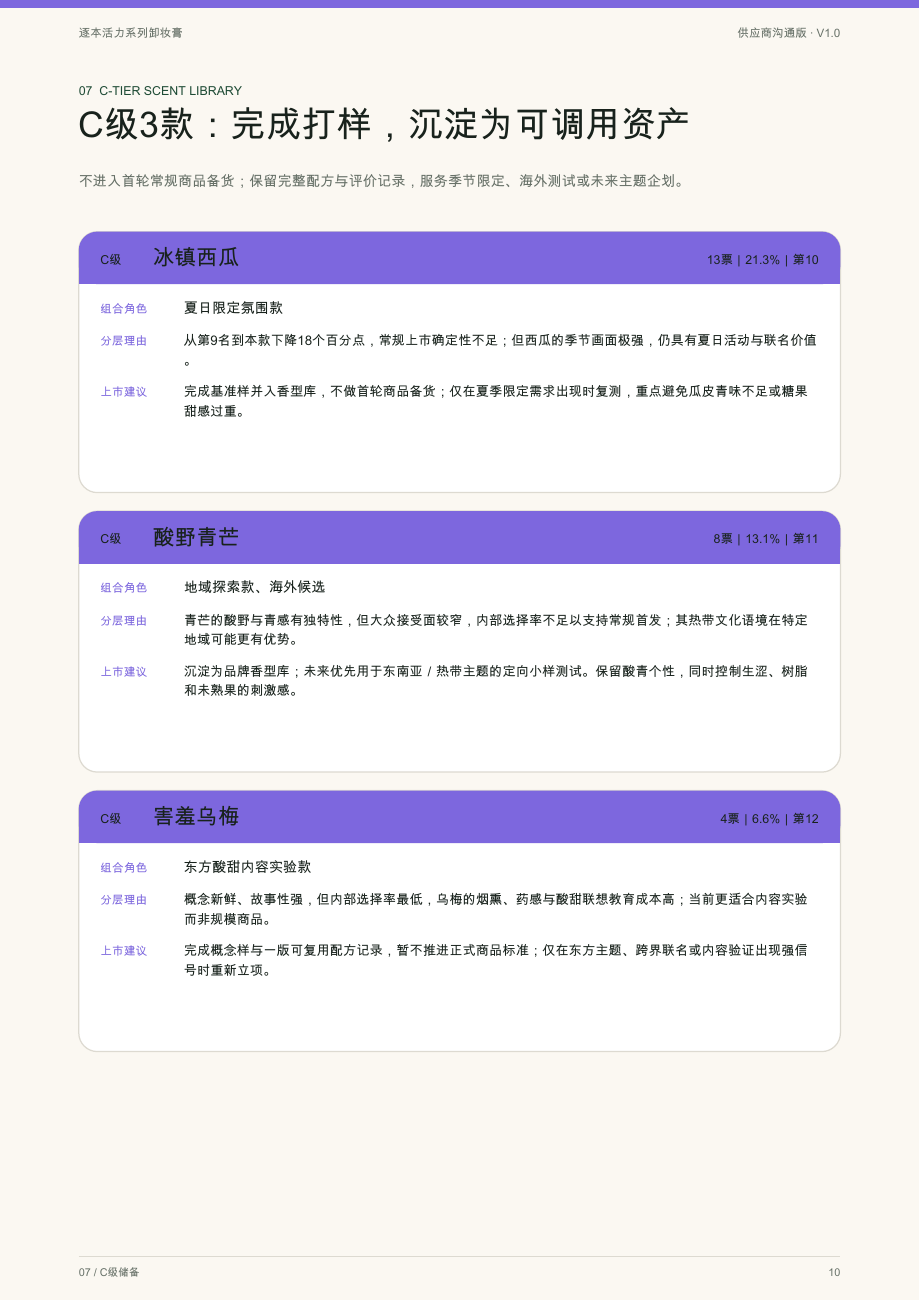 逐本活力系列卸妆膏
供应商沟通版 · V1.0
07 C-TIER SCENT LIBRARY
C级3款：完成打样，沉淀为可调用资产
不进入首轮常规商品备货；保留完整配方与评价记录，服务季节限定、海外测试或未来主题企划。
C级 冰镇西瓜 13票 | 21.3% | 第10
组合角色 夏日限定氛围款
分层理由 从第9名到本款下降18个百分点，常规上市确定性不足；但西瓜的季节画面极强，仍具有夏日活动与联名价值
。
上市建议 完成基准样并入香型库，不做首轮商品备货；仅在夏季限定需求出现时复测，重点避免瓜皮青味不足或糖果
甜感过重。
C级 酸野青芒 8票 | 13.1% | 第11
组合角色 地域探索款、海外候选
分层理由 青芒的酸野与青感有独特性，但大众接受面较窄，内部选择率不足以支持常规首发；其热带文化语境在特定
地域可能更有优势。
上市建议 沉淀为品牌香型库；未来优先用于东南亚 / 热带主题的定向小样测试。保留酸青个性，同时控制生涩、树脂
和未熟果的刺激感。
C级 害羞乌梅 4票 | 6.6% | 第12
组合角色 东方酸甜内容实验款
分层理由 概念新鲜、故事性强，但内部选择率最低，乌梅的烟熏、药感与酸甜联想教育成本高；当前更适合内容实验
而非规模商品。
上市建议 完成概念样与一版可复用配方记录，暂不推进正式商品标准；仅在东方主题、跨界联名或内容验证出现强信
号时重新立项。
07 / C级储备
10